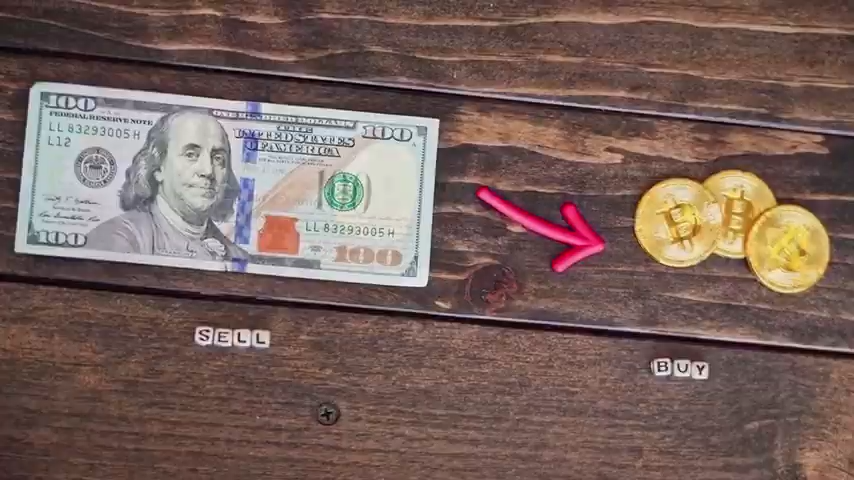 100
FEDERAL RESERVE NOTE
LL 83293005 H
L12
THE
UNITED STATES
OF AMERICA
100
LL 83293005 H
100
100
SELL
BUY